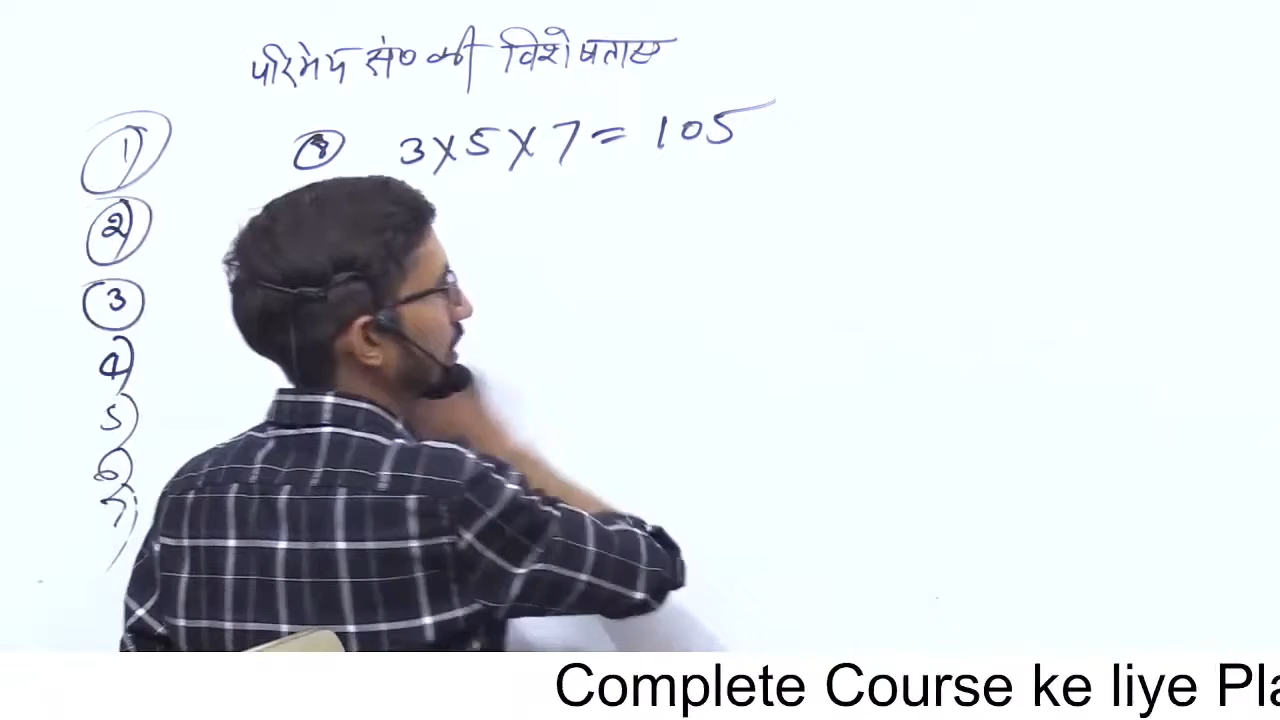 परिमेय सं० की विशेषताए
① ⑧ 3×5×7= 105
②
③
4)
5)
6)
7)
Complete Course ke liye Pla